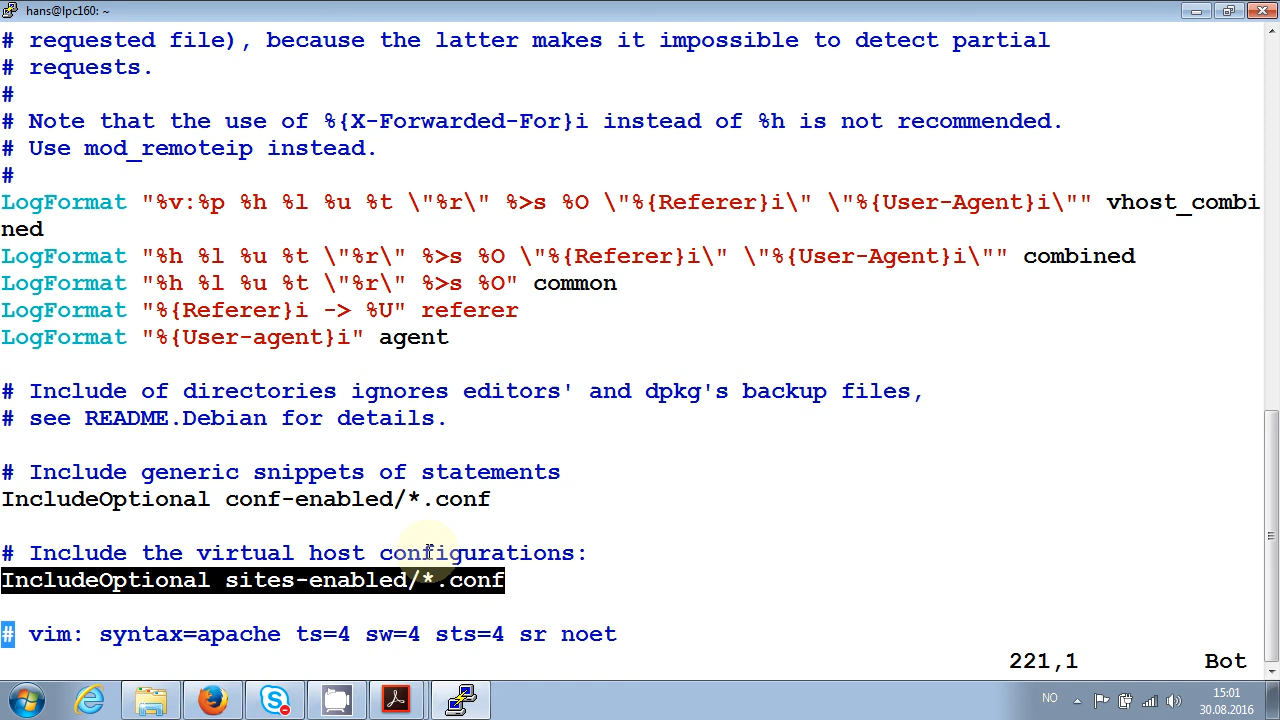 hans@lpc160: ~
# requested file), because the latter makes it impossible to detect partial
# requests.
#
# Note that the use of %{X-Forwarded-For}i instead of %h is not recommended.
# Use mod_remoteip instead.
#
LogFormat "%v:%p %h %l %u %t \"%r\" %>s %O \"%{Referer}i\" \"%{User-Agent}i\"" vhost_combi
ned
LogFormat "%h %l %u %t \"%r\" %>s %O \"%{Referer}i\" \"%{User-Agent}i\"" combined
LogFormat "%h %l %u %t \"%r\" %>s %O" common
LogFormat "%{Referer}i -> %U" referer
LogFormat "%{User-agent}i" agent
# Include of directories ignores editors' and dpkg's backup files,
# see README.Debian for details.
# Include generic snippets of statements
IncludeOptional conf-enabled/*.conf
# Include the virtual host configurations:
IncludeOptional sites-enabled/*.conf
# vim: syntax=apache ts=4 sw=4 sts=4 sr noet
221,1 Bot
NO
15:01
30.08.2016